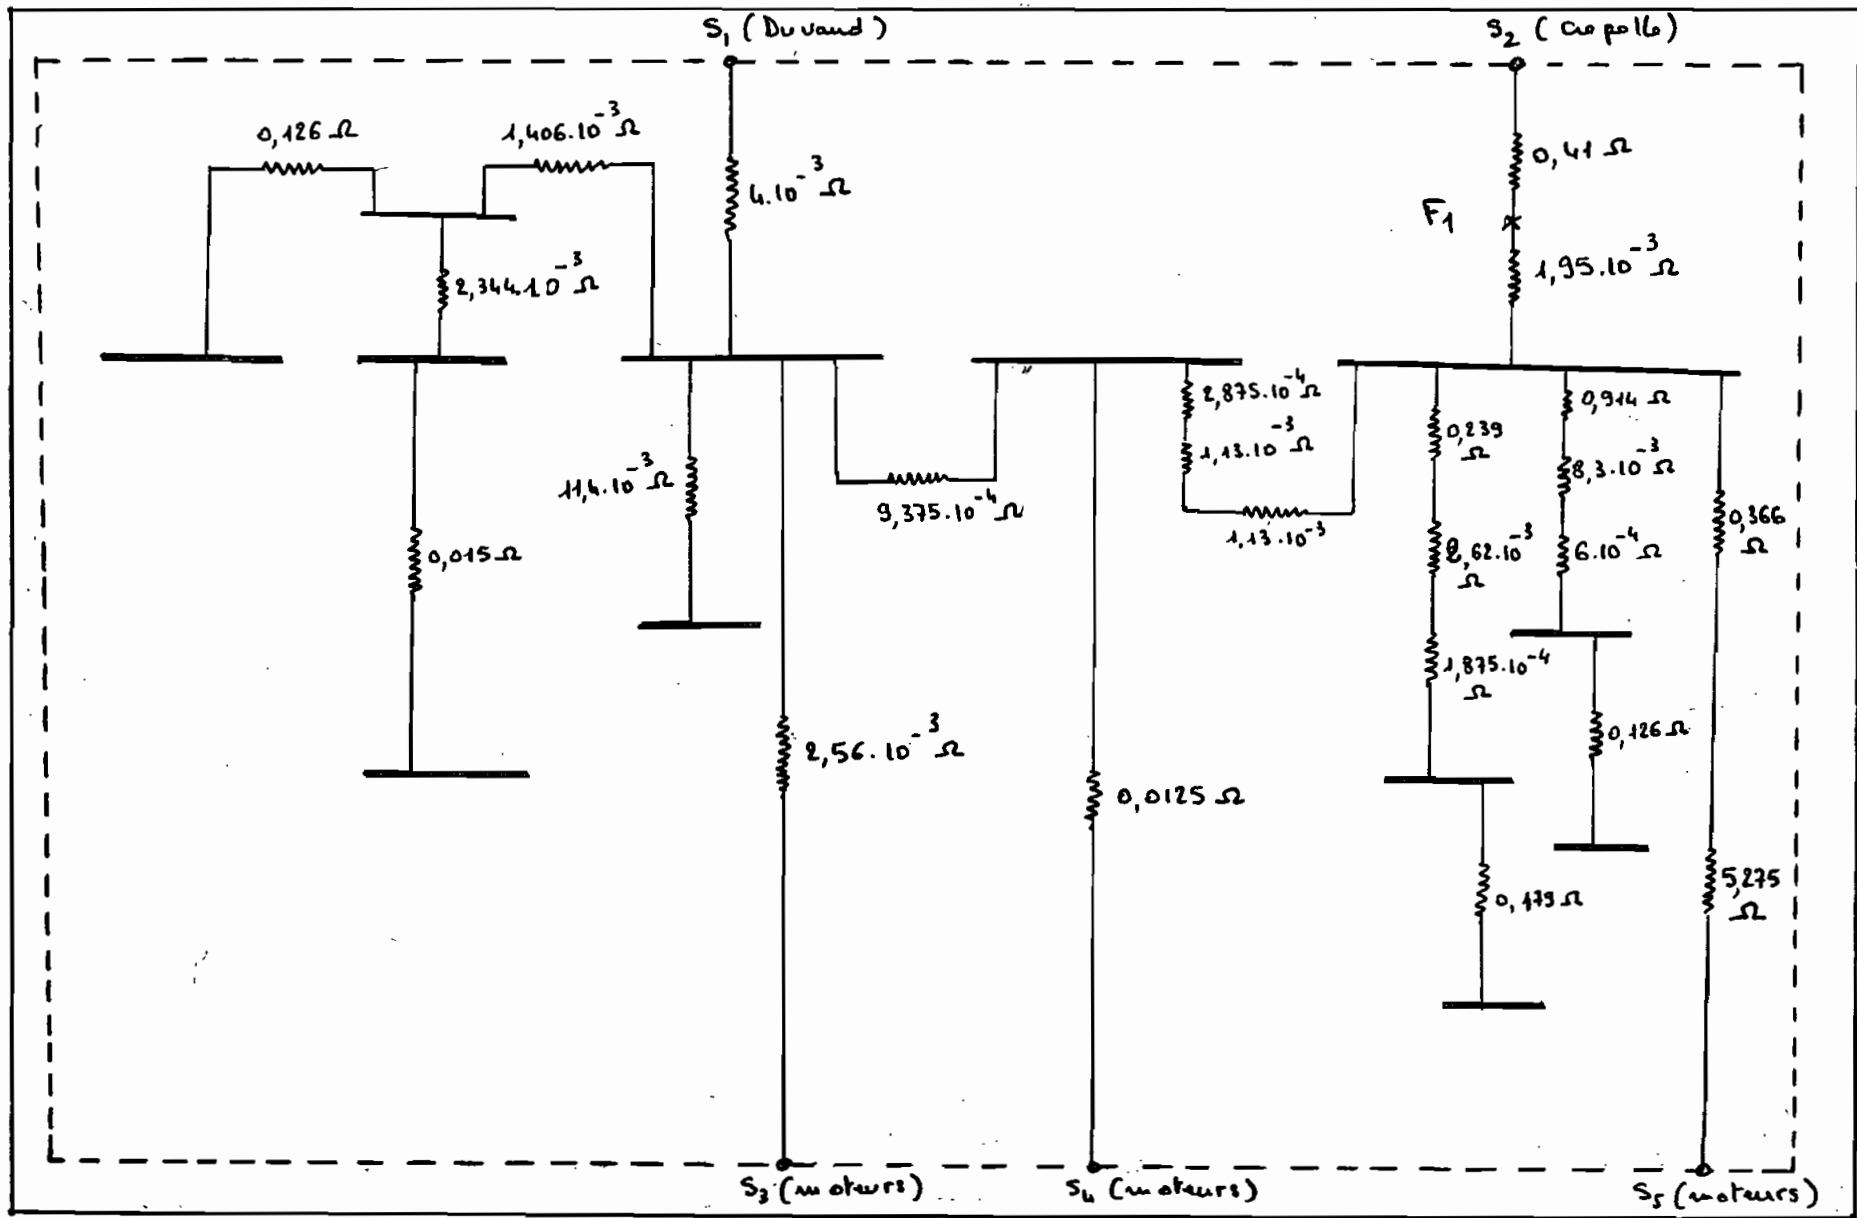 S₁ (Duvaud)
S₂ (crepolle)
0,126 Ω
1,406.10⁻³ Ω
4.10⁻³ Ω
0,41 Ω
F₁
1,95.10⁻³ Ω
2,344.10⁻³ Ω
2,875.10⁻⁴ Ω
0,914 Ω
0,239 Ω
1,13.10⁻³ Ω
8,3.10⁻³ Ω
11,4.10⁻³ Ω
9,375.10⁻⁴ Ω
1,13.10⁻³
0,366 Ω
0,015 Ω
2,62.10⁻³ Ω
6.10⁻⁴ Ω
1,875.10⁻⁴ Ω
2,56.10⁻³ Ω
0,126 Ω
0,0125 Ω
0,179 Ω
5,275 Ω
S₃ (moteurs)
S₄ (moteurs)
S₅ (moteurs)